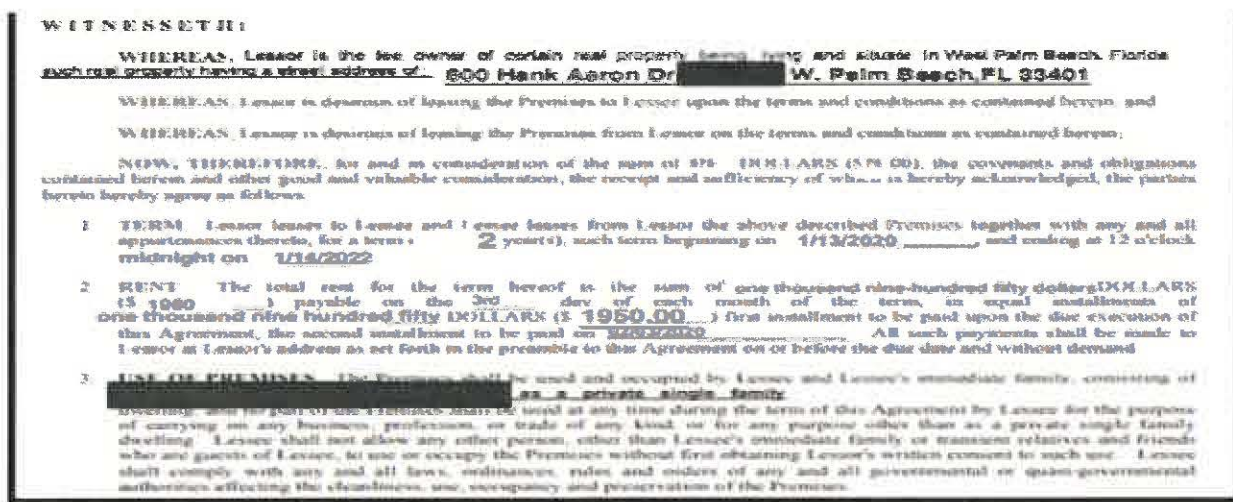 WITNESSETH:
WHEREAS, Lessor is the fee owner of certain real property being, lying and situate in West Palm Beach, Florida
such real property having a street address of: 600 Hank Aaron Dr W. Palm Beach,FL 33401
WHEREAS, Lessor is desirous of leasing the Premises to Lessee upon the terms and conditions as contained herein; and
WHEREAS, Lessee is desirous of leasing the Premises from Lessor on the terms and conditions as contained herein;
NOW, THEREFORE, for and in consideration of the sum of DOLLARS the covenants and obligations
contained herein and other good and valuable consideration, the receipt and sufficiency of which is hereby acknowledged, the parties
hereto hereby agree as follows
1 TERM Lessor leases to Lessee and Lessee leases from Lessor the above described Premises together with any and all
appurtenances thereto, for a term 2 year(s), such term beginning on 1/13/2020, and ending at 12 o'clock
midnight on 1/14/2022
2 RENT The total rent for the term hereof is the sum of one thousand nine-hundred fifty dollars DOLLARS
($ ) payable on the 3rd day of each month of the term, in equal installments of
one thousand nine hundred fifty DOLLARS ($ 1950.00 ) first installment to be paid upon the due execution of
this Agreement, the second installment to be paid on All such payments shall be made to
Lessor at Lessor's address as set forth in the preamble to this Agreement on or before the due date and without demand
3 USE OF PREMISES The Premises shall be used and occupied by Lessee and Lessee's immediate family, consisting of
as a private single family
dwelling, and no part of the Premises shall be used at any time during the term of this Agreement by Lessee for the purpose
of carrying on any business, profession, or trade of any kind, or for any purpose other than as a private single family
dwelling Lessee shall not allow any other person, other than Lessee's immediate family or transient relatives and friends
who are guests of Lessee, to use or occupy the Premises without first obtaining Lessor's written consent to such use Lessee
shall comply with any and all laws, ordinances, rules and orders of any and all governmental or quasi-governmental
authorities affecting the cleanliness, use, occupancy and preservation of the Premises